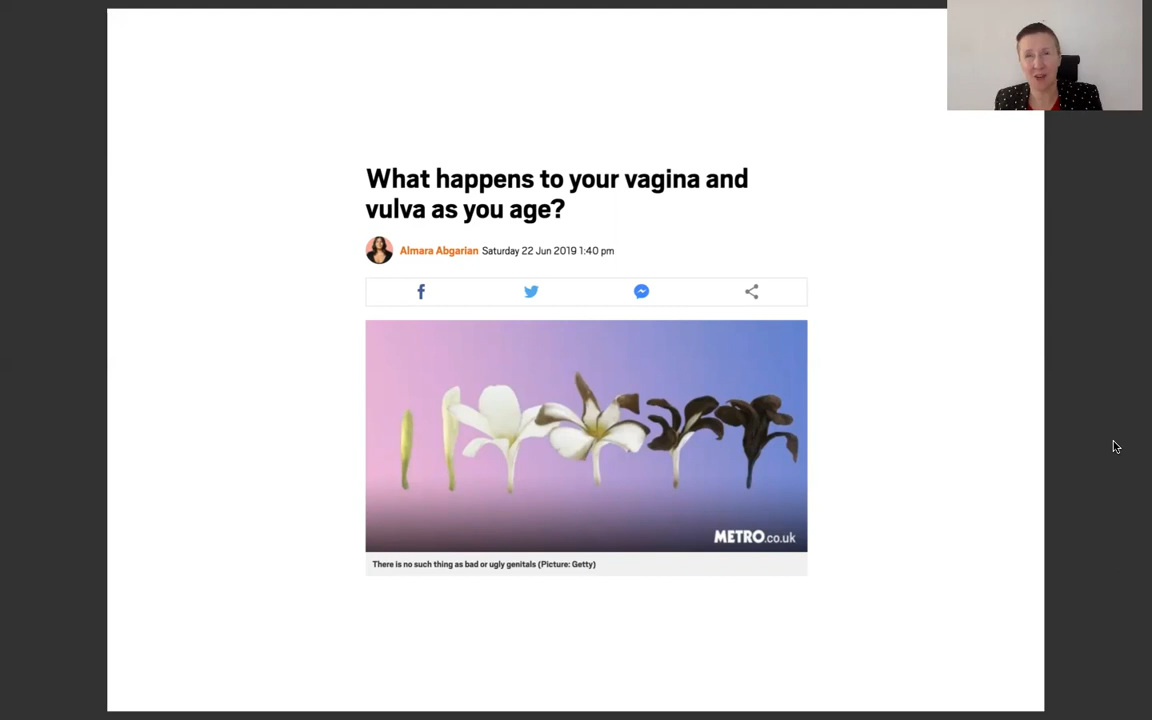 What happens to your vagina and
vulva as you age?
Almara Abgarian Saturday 22 Jun 2019 1:40 pm
METRO.co.uk
There is no such thing as bad or ugly genitals (Picture: Getty)